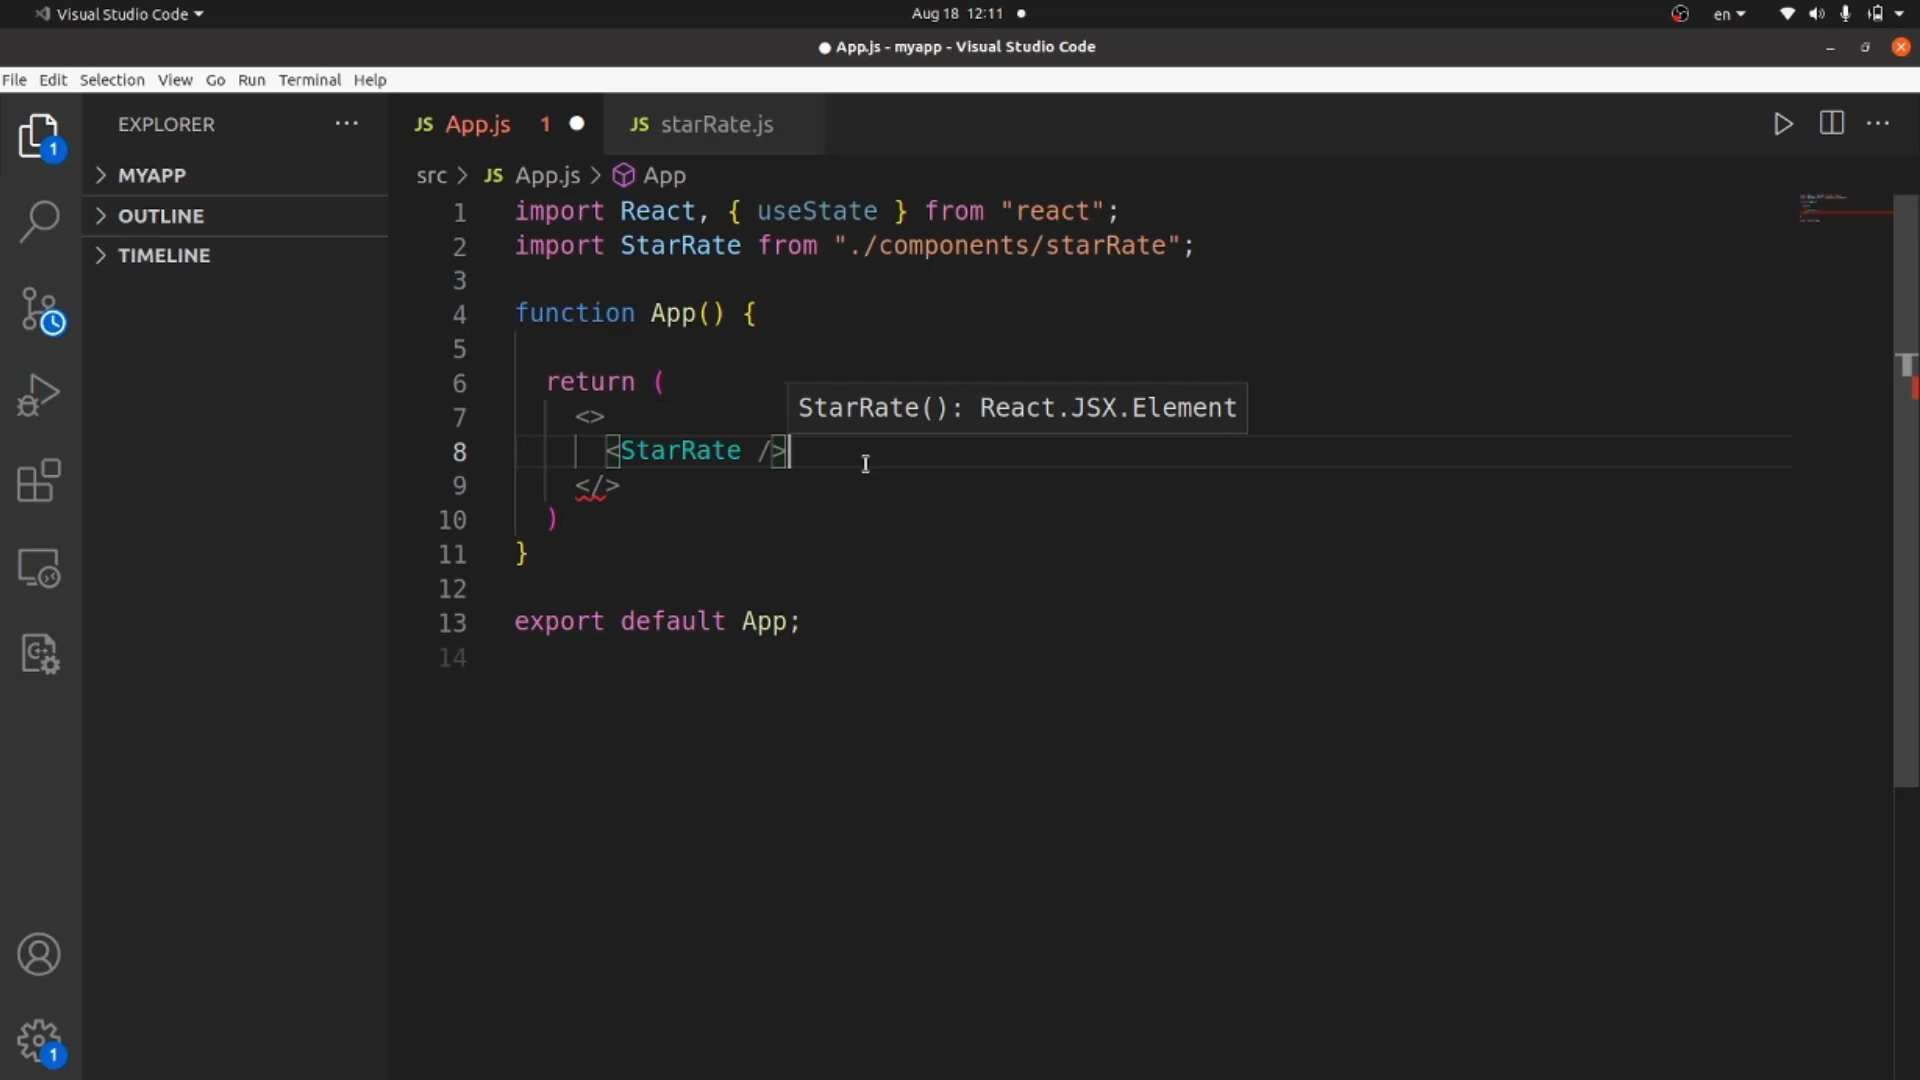 Visual Studio Code
Aug 18 12:11
en
App.js - myapp - Visual Studio Code
File Edit Selection View Go Run Terminal Help
EXPLORER
MYAPP
OUTLINE
TIMELINE
1
1
JS App.js 1
JS starRate.js
src > JS App.js > App
1 import React, { useState } from "react";
2 import StarRate from "./components/starRate";
3
4 function App() {
5
6 return (
StarRate(): React.JSX.Element
7 <>
8 <StarRate />
9 </>
10 )
11 }
12
13 export default App;
14